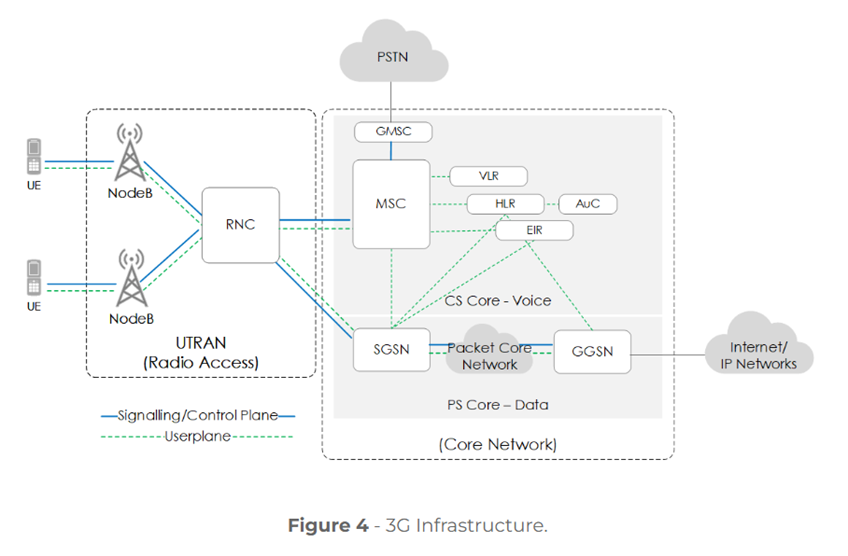 PSTN
GMSC
MSC
VLR
HLR
AuC
EIR
CS Core - Voice
UE
NodeB
RNC
UE
NodeB
UTRAN
(Radio Access)
SGSN
Packet Core
Network
GGSN
Internet/
IP Networks
PS Core – Data
Signalling/Control Plane
Userplane
(Core Network)
Figure 4 - 3G Infrastructure.